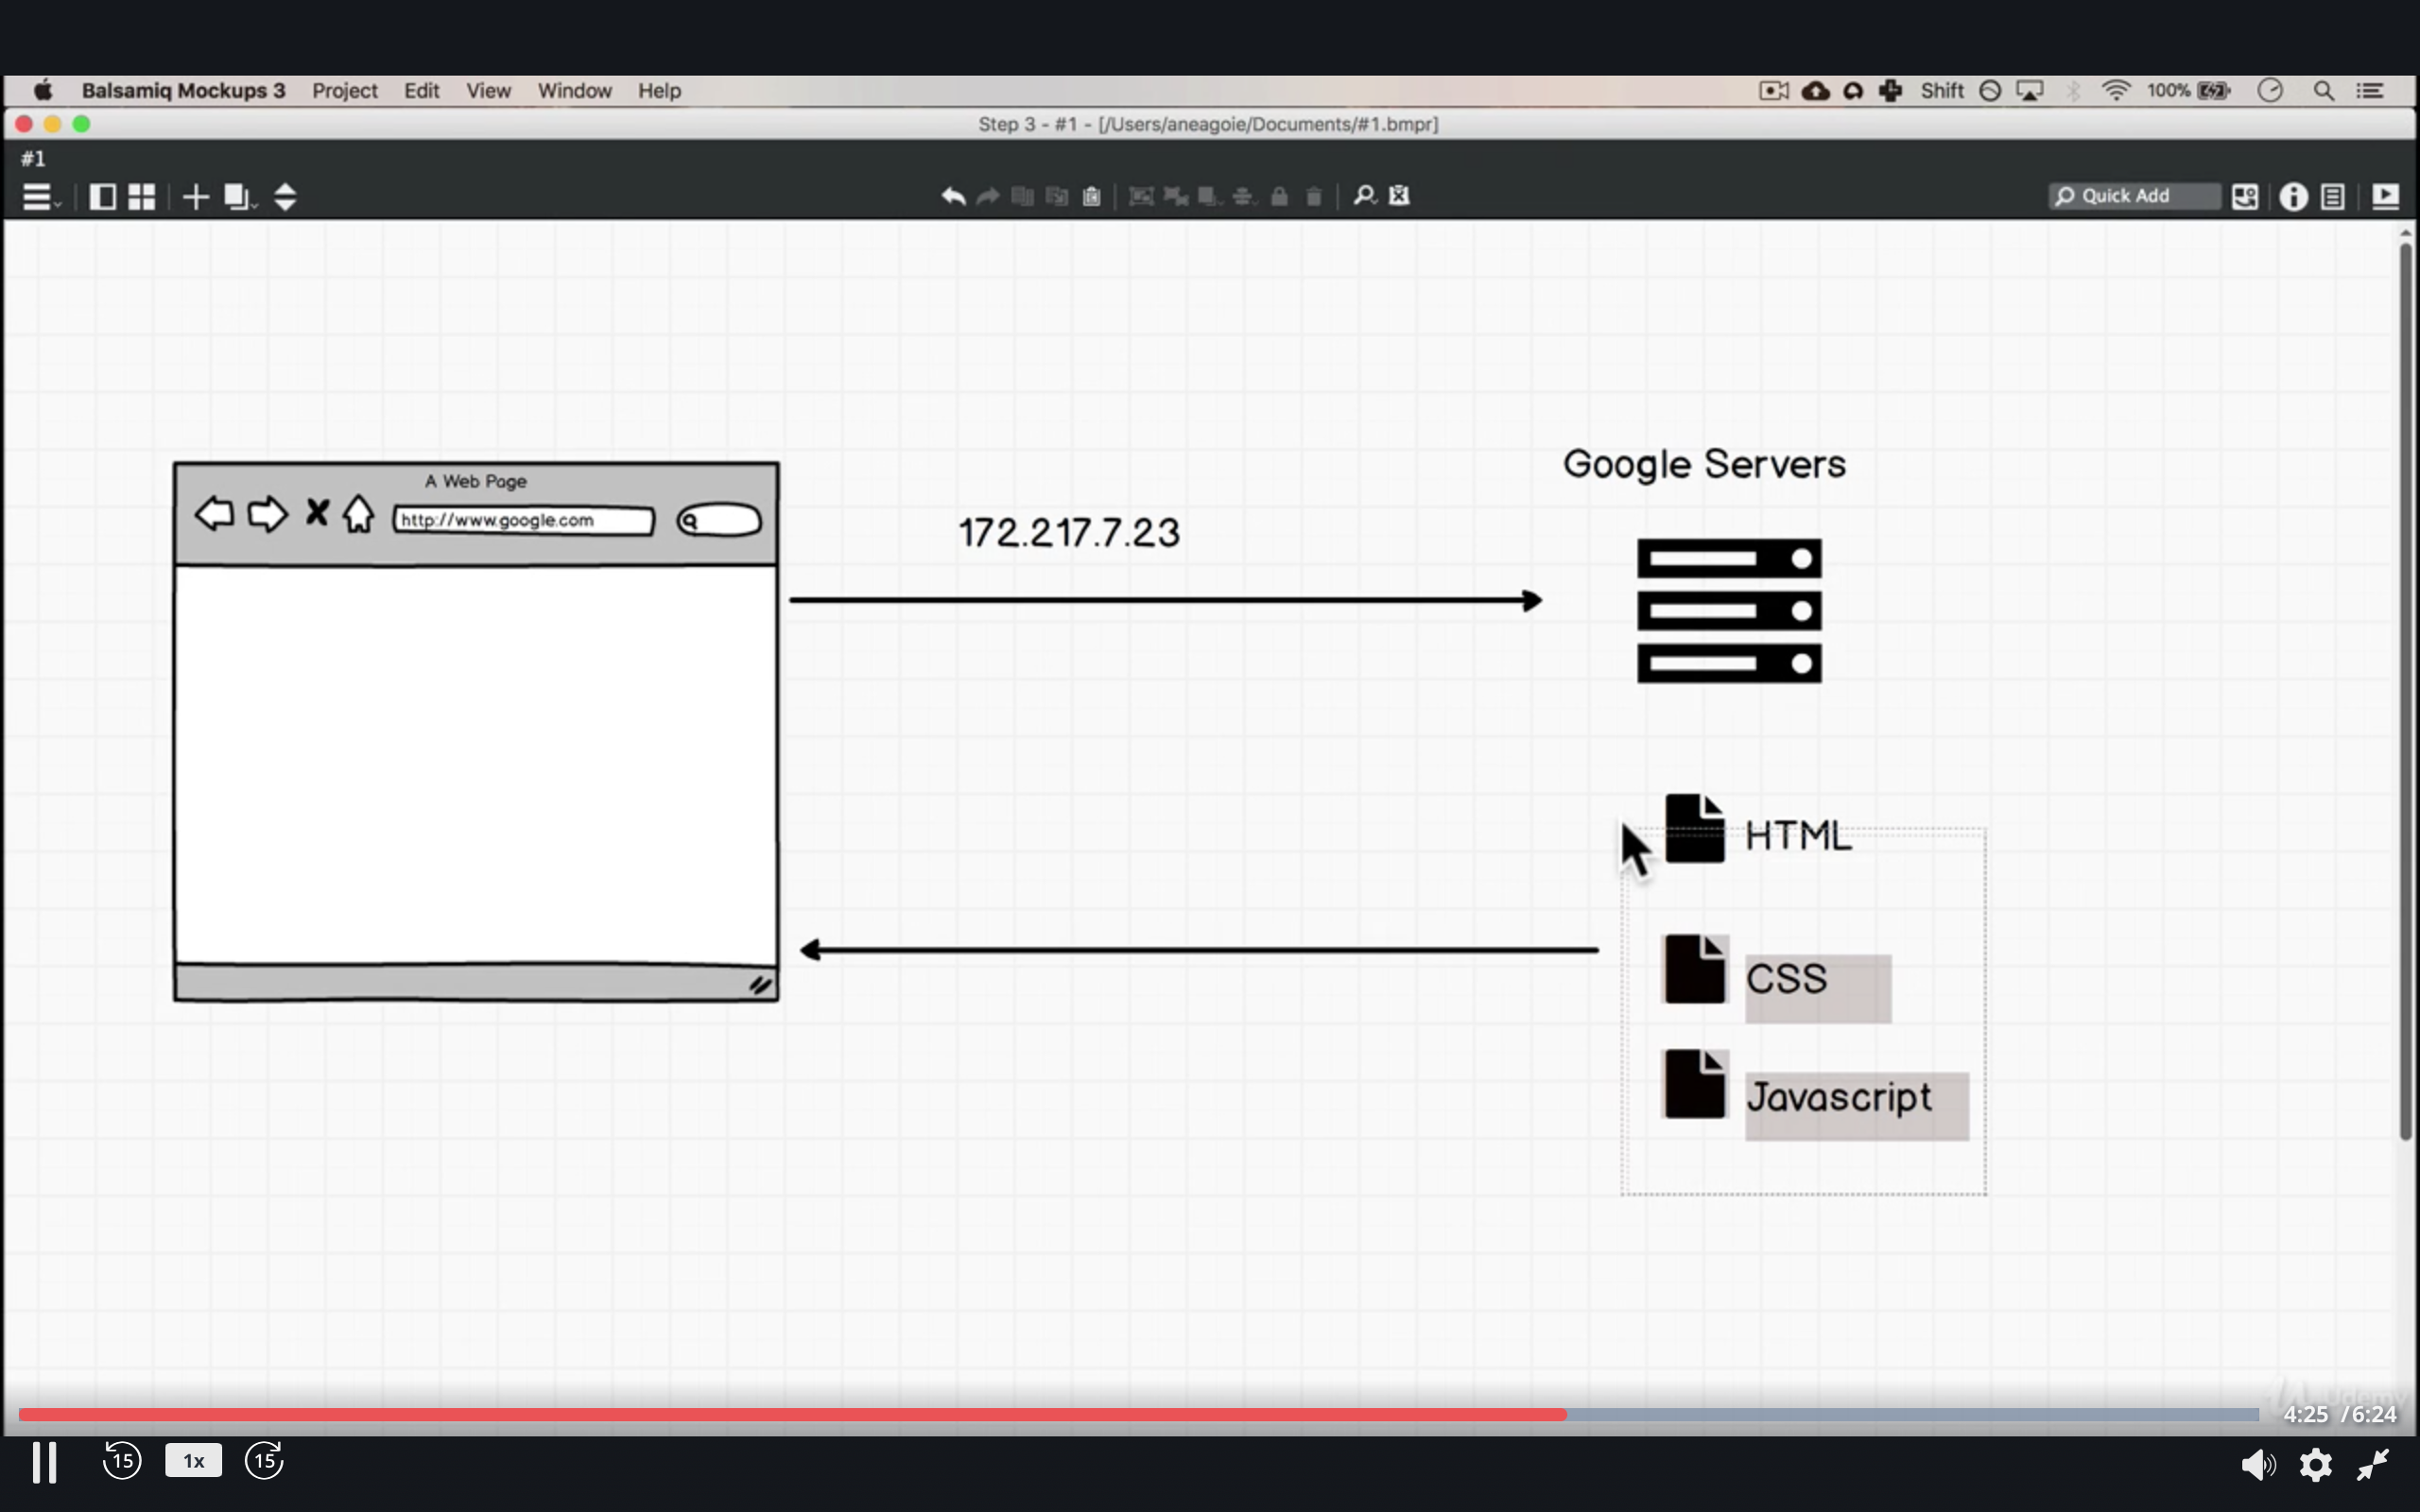 Balsamiq Mockups 3 Project Edit View Window Help Shift 100%
Step 3 - #1 - [/Users/aneagoie/Documents/#1.bmpr]
#1
Quick Add
Google Servers
A Web Page
http://www.google.com
172.217.7.23
HTML
CSS
Javascript
Udemy
4:25 /6:24
15 1x 15